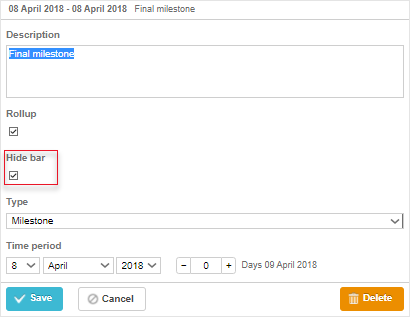 08 April 2018 - 08 April 2018 Final milestone
Description
Final milestone
Rollup
Hide bar
Type
Milestone
Time period
8 April 2018 − 0 + Days 09 April 2018
Save Cancel Delete